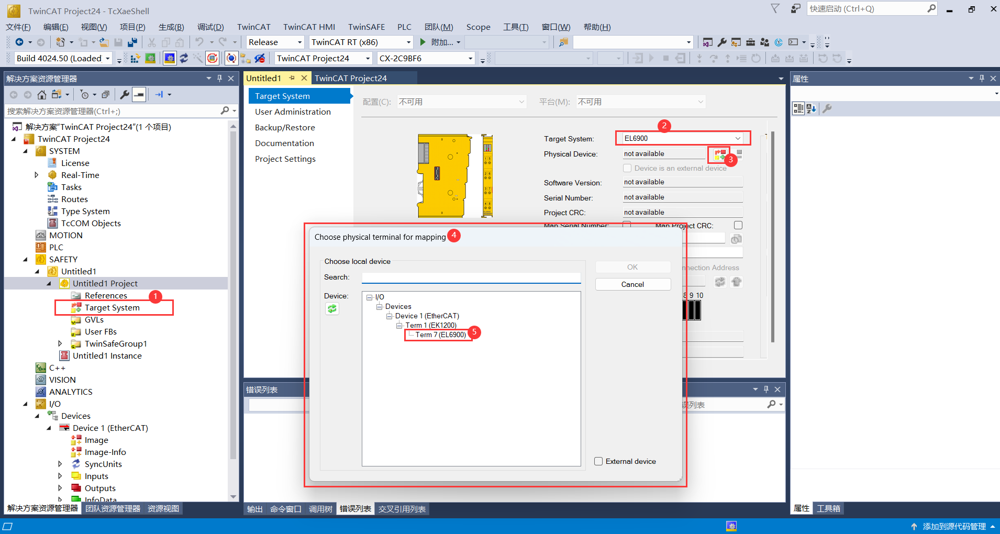 TwinCAT Project24 - TcXaeShell
快速启动 (Ctrl+Q)
文件(F) 编辑(E) 视图(V) 项目(P) 生成(B) 调试(D) TwinCAT TwinCAT HMI TwinSAFE PLC 团队(M) Scope 工具(T) 窗口(W) 帮助(H)
Release TwinCAT RT (x86) 附加...
Build 4024.50 (Loaded) TwinCAT Project24 CX-2C9BF6
解决方案资源管理器
搜索解决方案资源管理器(Ctrl+;)
解决方案"TwinCAT Project24"(1 个项目)
TwinCAT Project24
SYSTEM
License
Real-Time
Tasks
Routes
Type System
TcCOM Objects
MOTION
PLC
SAFETY
Untitled1
Untitled1 Project
References
1
Target System
GVLs
User FBs
TwinSafeGroup1
Untitled1 Instance
C++
VISION
ANALYTICS
I/O
Devices
Device 1 (EtherCAT)
Image
Image-Info
SyncUnits
Inputs
Outputs
InfoData
解决方案资源管理器 团队资源管理器 资源视图
Untitled1 TwinCAT Project24
Target System
User Administration
Backup/Restore
Documentation
Project Settings
配置(C): 不可用 平台(M): 不可用
2
Target System: EL6900
Physical Device: not available
3
Device is an external device
Software Version: not available
Serial Number: not available
Project CRC: not available
Map Serial Number: Map Project CRC:
nnection Address
8 9 10
Choose physical terminal for mapping
4
Choose local device
Search:
Device:
I/O
Devices
Device 1 (EtherCAT)
Term 1 (EK1200)
Term 7 (EL6900)
5
OK
Cancel
External device
错误列表
误列表
输出 命令窗口 调用树 错误列表 交叉引用列表
属性
属性 工具箱
添加到源代码管理